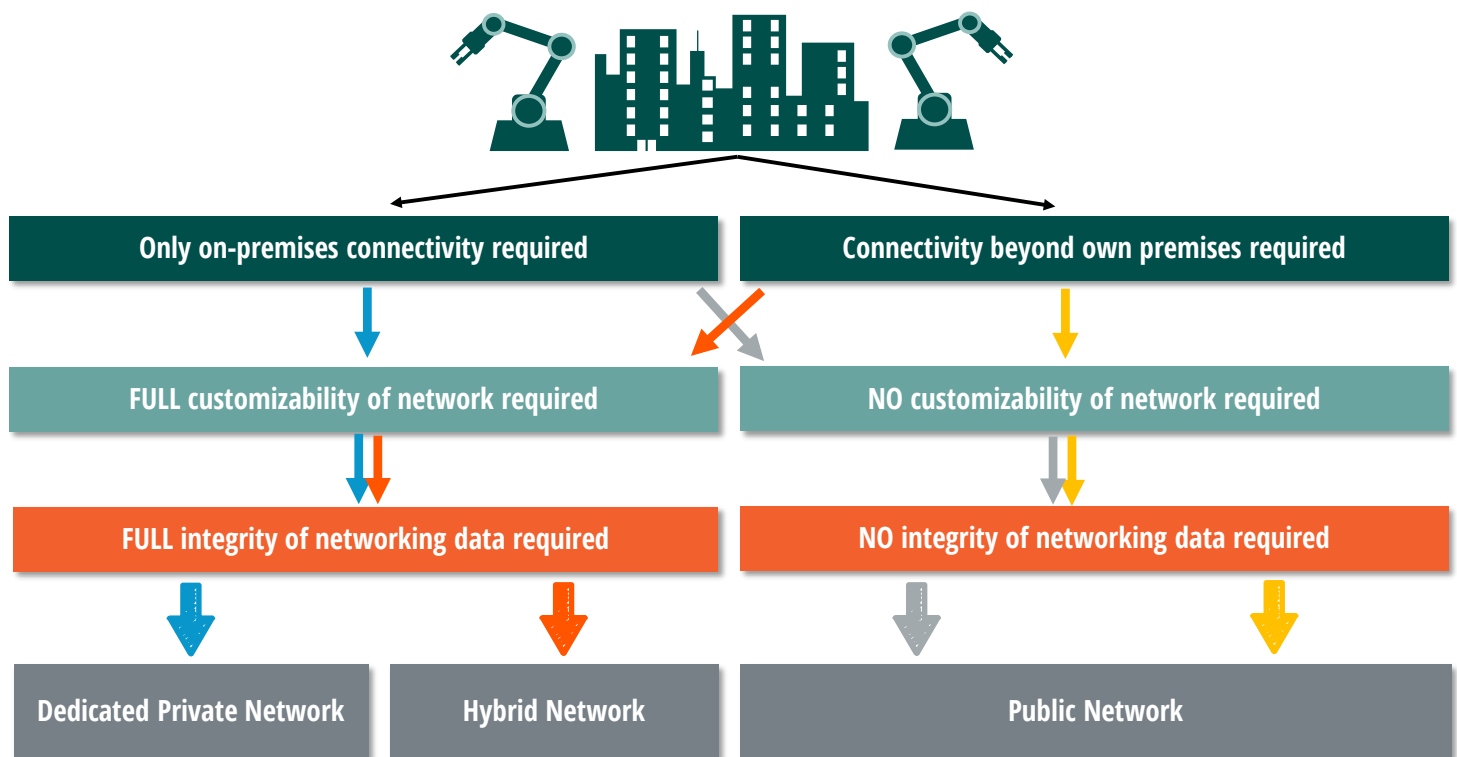 Only on-premises connectivity required
Connectivity beyond own premises required
FULL customizability of network required
NO customizability of network required
FULL integrity of networking data required
NO integrity of networking data required
Dedicated Private Network
Hybrid Network
Public Network